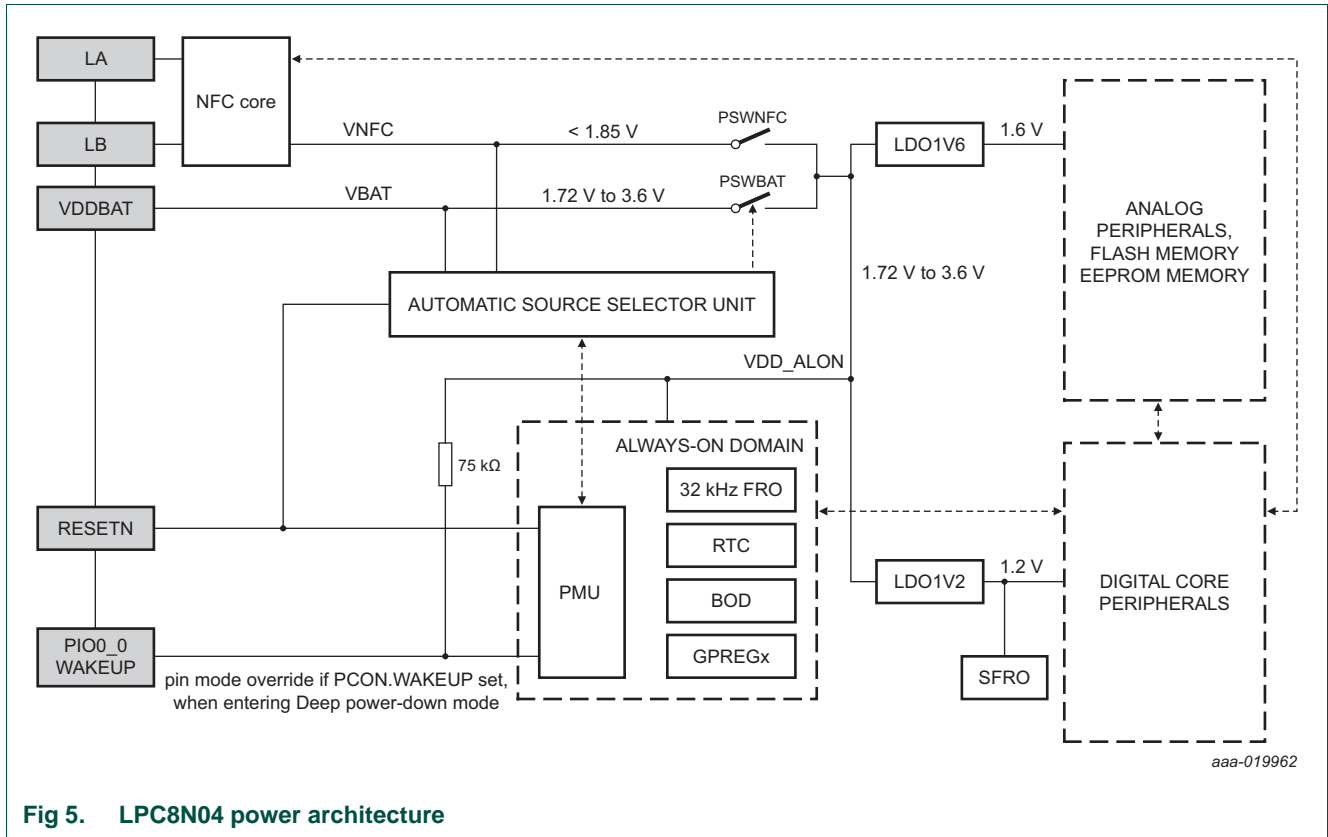 LA
NFC core
LB
VNFC
< 1.85 V
PSWNFC
LDO1V6
1.6 V
VDDBAT
VBAT
1.72 V to 3.6 V
PSWBAT
ANALOG
PERIPHERALS,
FLASH MEMORY
EEPROM MEMORY
1.72 V to 3.6 V
AUTOMATIC SOURCE SELECTOR UNIT
VDD_ALON
75 kΩ
ALWAYS-ON DOMAIN
32 kHz FRO
RTC
BOD
GPREGx
PMU
RESETN
LDO1V2
1.2 V
DIGITAL CORE
PERIPHERALS
SFRO
PIO0_0
WAKEUP
pin mode override if PCON.WAKEUP set,
when entering Deep power-down mode
aaa-019962
Fig 5. LPC8N04 power architecture